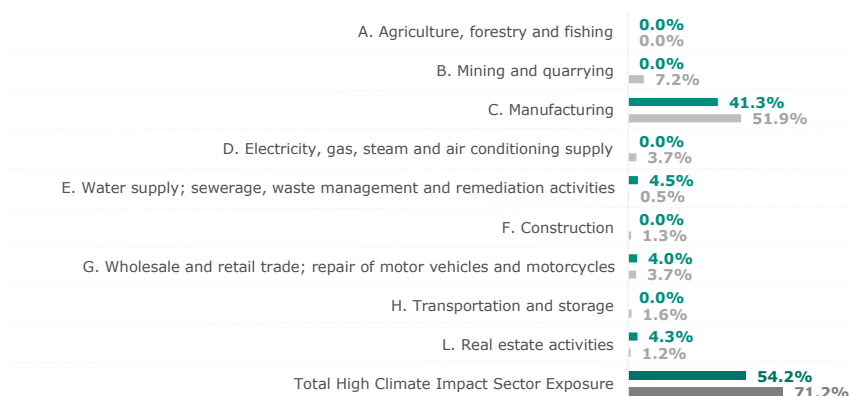 A. Agriculture, forestry and fishing 0.0%
0.0%
B. Mining and quarrying 0.0%
7.2%
C. Manufacturing 41.3%
51.9%
D. Electricity, gas, steam and air conditioning supply 0.0%
3.7%
E. Water supply; sewerage, waste management and remediation activities 4.5%
0.5%
F. Construction 0.0%
1.3%
G. Wholesale and retail trade; repair of motor vehicles and motorcycles 4.0%
3.7%
H. Transportation and storage 0.0%
1.6%
L. Real estate activities 4.3%
1.2%
Total High Climate Impact Sector Exposure 54.2%
71.2%